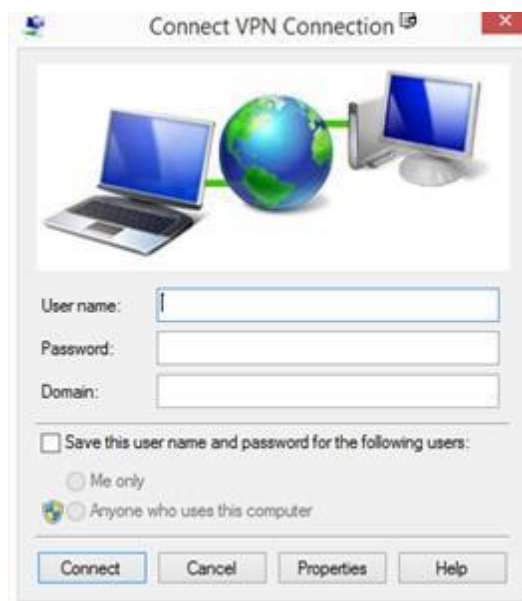 Connect VPN Connection
User name:
Password:
Domain:
Save this user name and password for the following users:
Me only
Anyone who uses this computer
Connect Cancel Properties Help